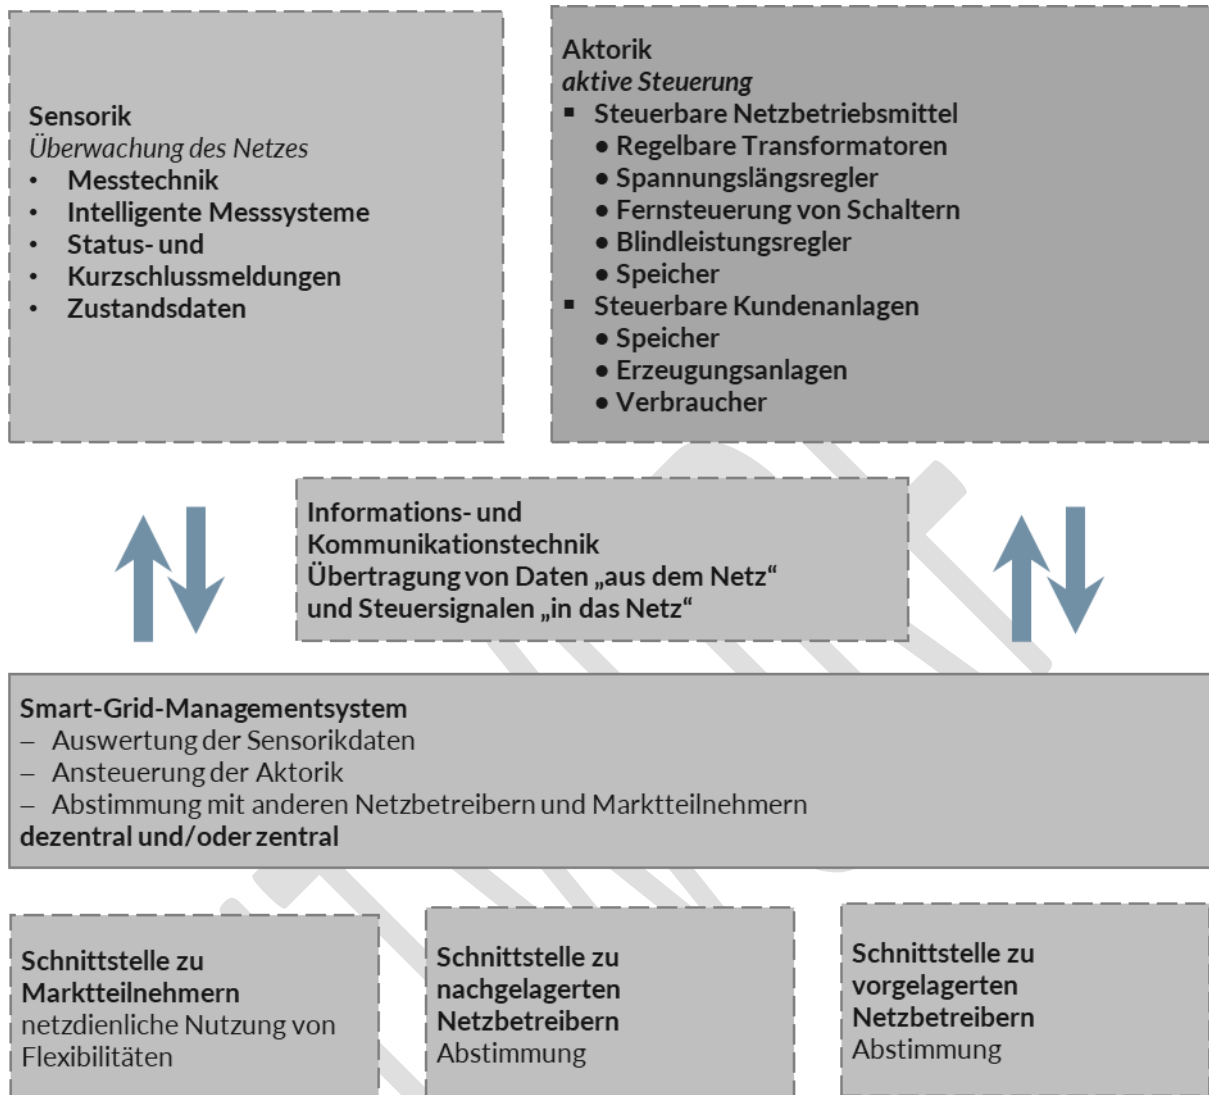 Sensorik
Überwachung des Netzes
• Messtechnik
• Intelligente Messsysteme
• Status- und
• Kurzschlussmeldungen
• Zustandsdaten
Aktorik
aktive Steuerung
▪ Steuerbare Netzbetriebsmittel
● Regelbare Transformatoren
● Spannungslängsregler
● Fernsteuerung von Schaltern
● Blindleistungsregler
● Speicher
▪ Steuerbare Kundenanlagen
● Speicher
● Erzeugungsanlagen
● Verbraucher
Informations- und
Kommunikationstechnik
Übertragung von Daten „aus dem Netz“
und Steuersignalen „in das Netz“
Smart-Grid-Managementsystem
– Auswertung der Sensorikdaten
– Ansteuerung der Aktorik
– Abstimmung mit anderen Netzbetreibern und Marktteilnehmern
dezentral und/oder zentral
Schnittstelle zu
Marktteilnehmern
netzdienliche Nutzung von
Flexibilitäten
Schnittstelle zu
nachgelagerten
Netzbetreibern
Abstimmung
Schnittstelle zu
vorgelagerten
Netzbetreibern
Abstimmung